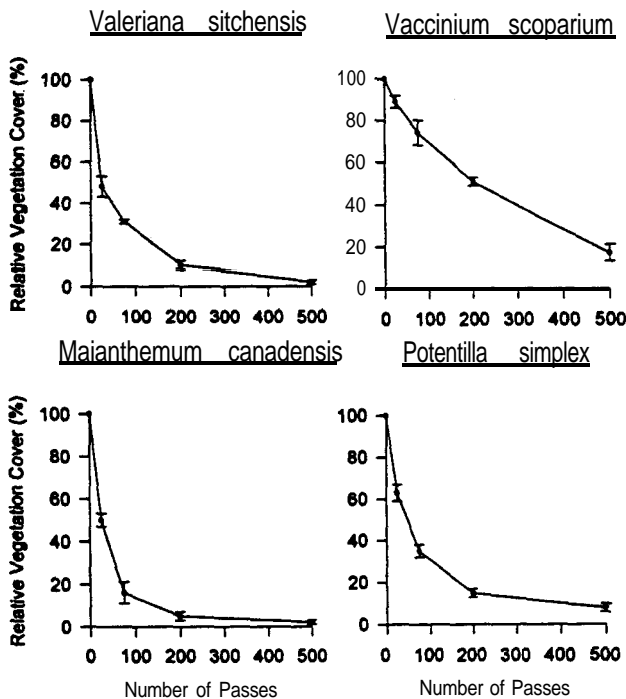 Valeriana sitchensis
Vaccinium scoparium
Relative Vegetation Cover (%)
100
80
60
40
20
0
0 100 200 300 400 500
100
80
60
40
20
0
0 100 200 300 400 500
Maianthemum canadensis
Potentilla simplex
Relative Vegetation Cover (%)
100
80
60
40
20
0
0 100 200 300 400 500
Number of Passes
100
80
60
40
20
0
0 100 200 300 400 500
Number of Passes